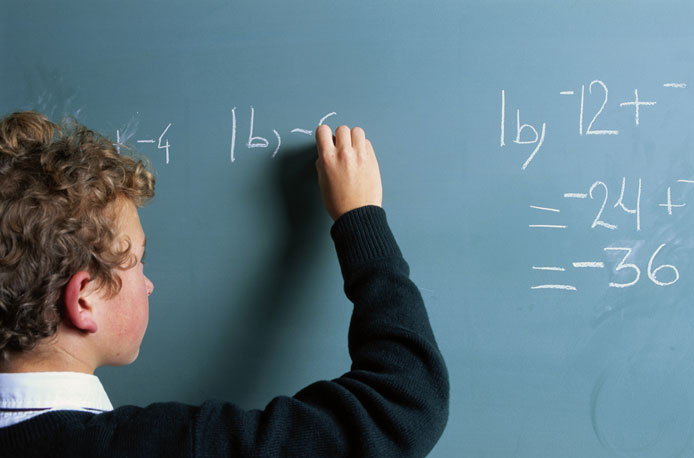 + -4
1b, -6
1b, -12 + -
= -24 + -
= -36